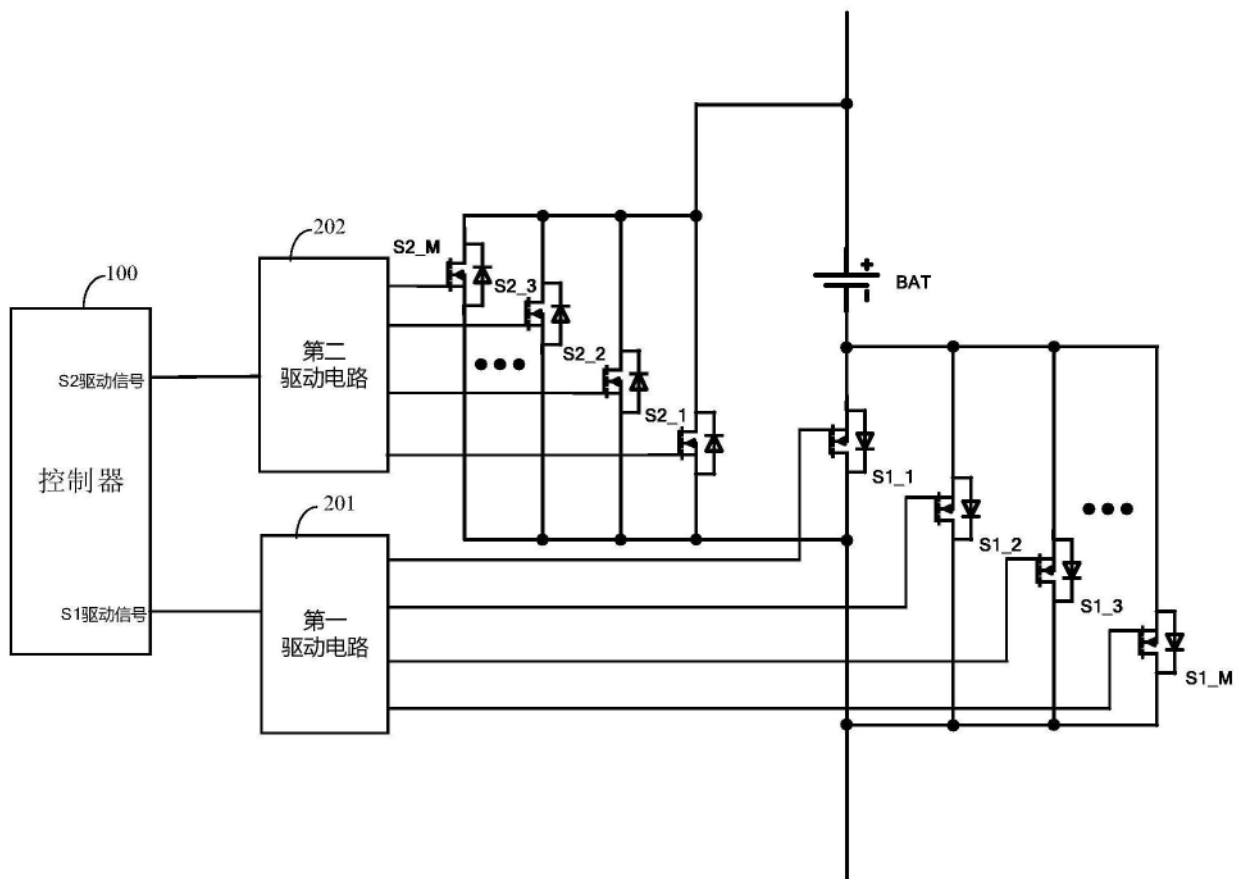 202
S2_M
100
S2_3
+
BAT
第二
驱动电路
S2_2
S2驱动信号
S2_1
控制器
S1_1
201
S1_2
S1驱动信号
第一
驱动电路
S1_3
S1_M